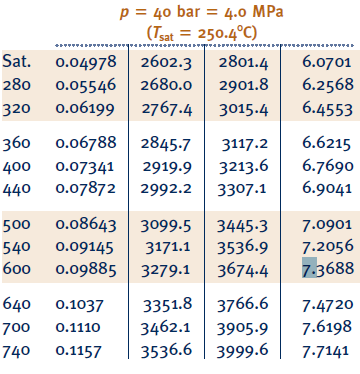 p = 40 bar = 4.0 MPa
(Tsat = 250.4°C)
Sat. 0.04978 2602.3 2801.4 6.0701
280 0.05546 2680.0 2901.8 6.2568
320 0.06199 2767.4 3015.4 6.4553
360 0.06788 2845.7 3117.2 6.6215
400 0.07341 2919.9 3213.6 6.7690
440 0.07872 2992.2 3307.1 6.9041
500 0.08643 3099.5 3445.3 7.0901
540 0.09145 3171.1 3536.9 7.2056
600 0.09885 3279.1 3674.4 7.3688
640 0.1037 3351.8 3766.6 7.4720
700 0.1110 3462.1 3905.9 7.6198
740 0.1157 3536.6 3999.6 7.7141